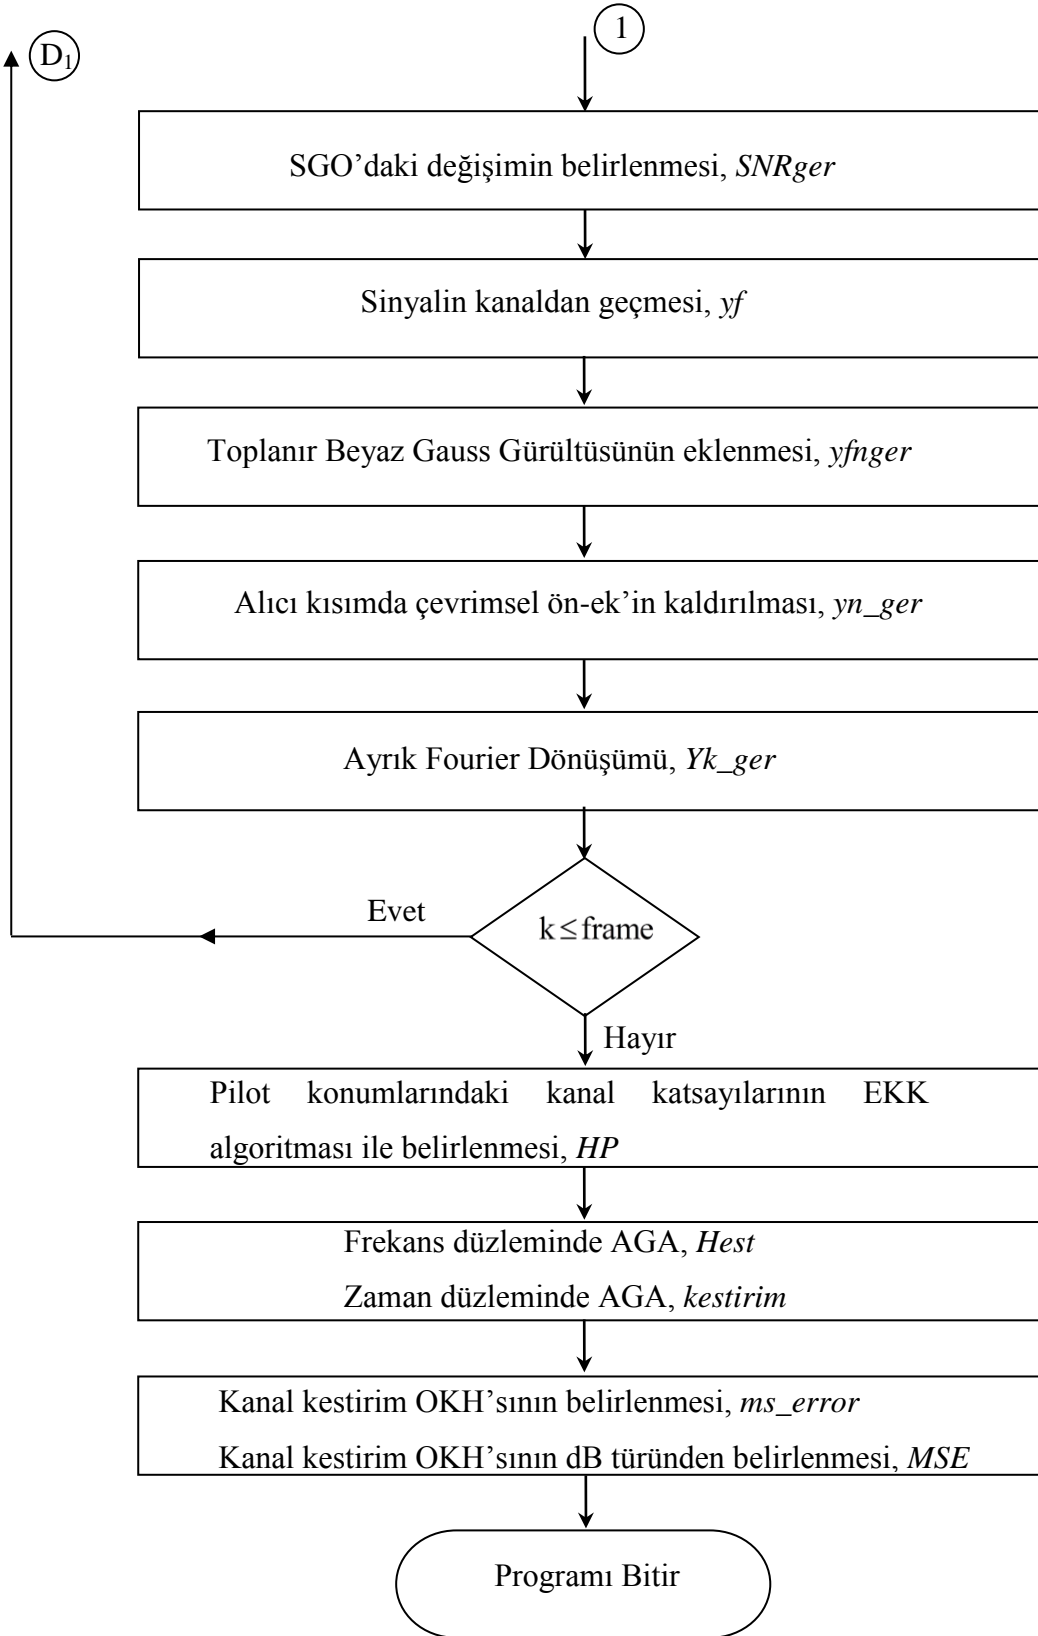 1
D₁
SGO’daki değişimin belirlenmesi, SNRger
Sinyalin kanaldan geçmesi, yf
Toplanır Beyaz Gauss Gürültüsünün eklenmesi, yfnger
Alıcı kısımda çevrimsel ön-ek’in kaldırılması, yn_ger
Ayrık Fourier Dönüşümü, Yk_ger
Evet
k ≤ frame
Hayır
Pilot konumlarındaki kanal katsayılarının EKK
algoritması ile belirlenmesi, HP
Frekans düzleminde AGA, Hest
Zaman düzleminde AGA, kestirim
Kanal kestirim OKH’sının belirlenmesi, ms_error
Kanal kestirim OKH’sının dB türünden belirlenmesi, MSE
Programı Bitir